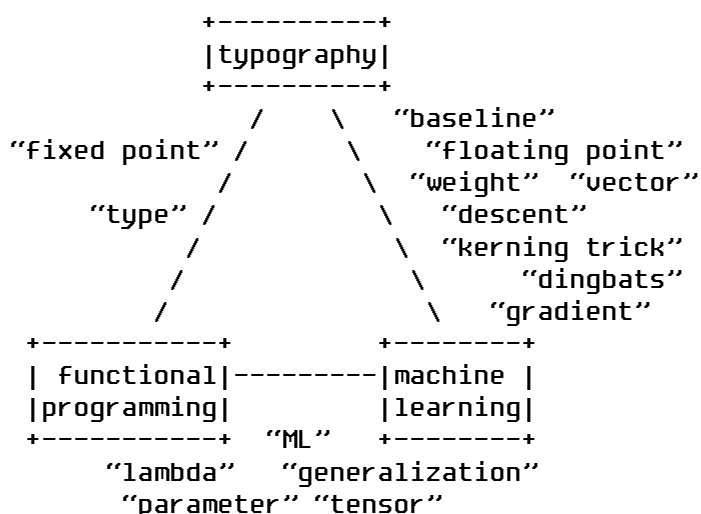 typography
“baseline”
“fixed point” “floating point”
“weight” “vector”
“type” “descent”
“kerning trick”
“dingbats”
“gradient”
functional machine
programming learning
“ML”
“lambda” “generalization”
“parameter” “tensor”